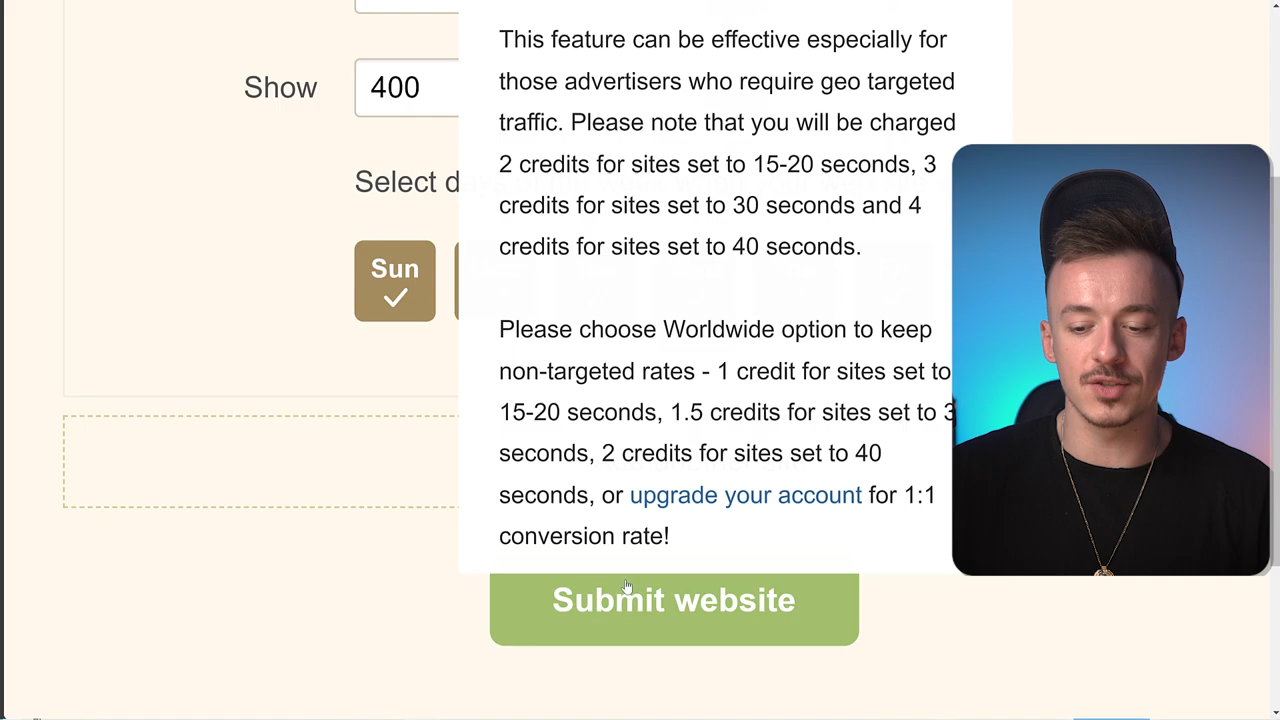 This feature can be effective especially for
those advertisers who require geo targeted
Show
400
traffic. Please note that you will be charged
2 credits for sites set to 15-20 seconds, 3
Select
credits for sites set to 30 seconds and 4
credits for sites set to 40 seconds.
Sun
Please choose Worldwide option to keep
non-targeted rates - 1 credit for sites set to
15-20 seconds, 1.5 credits for sites set to
seconds, 2 credits for sites set to 40
seconds, or upgrade your account for 1:1
conversion rate!
Submit website